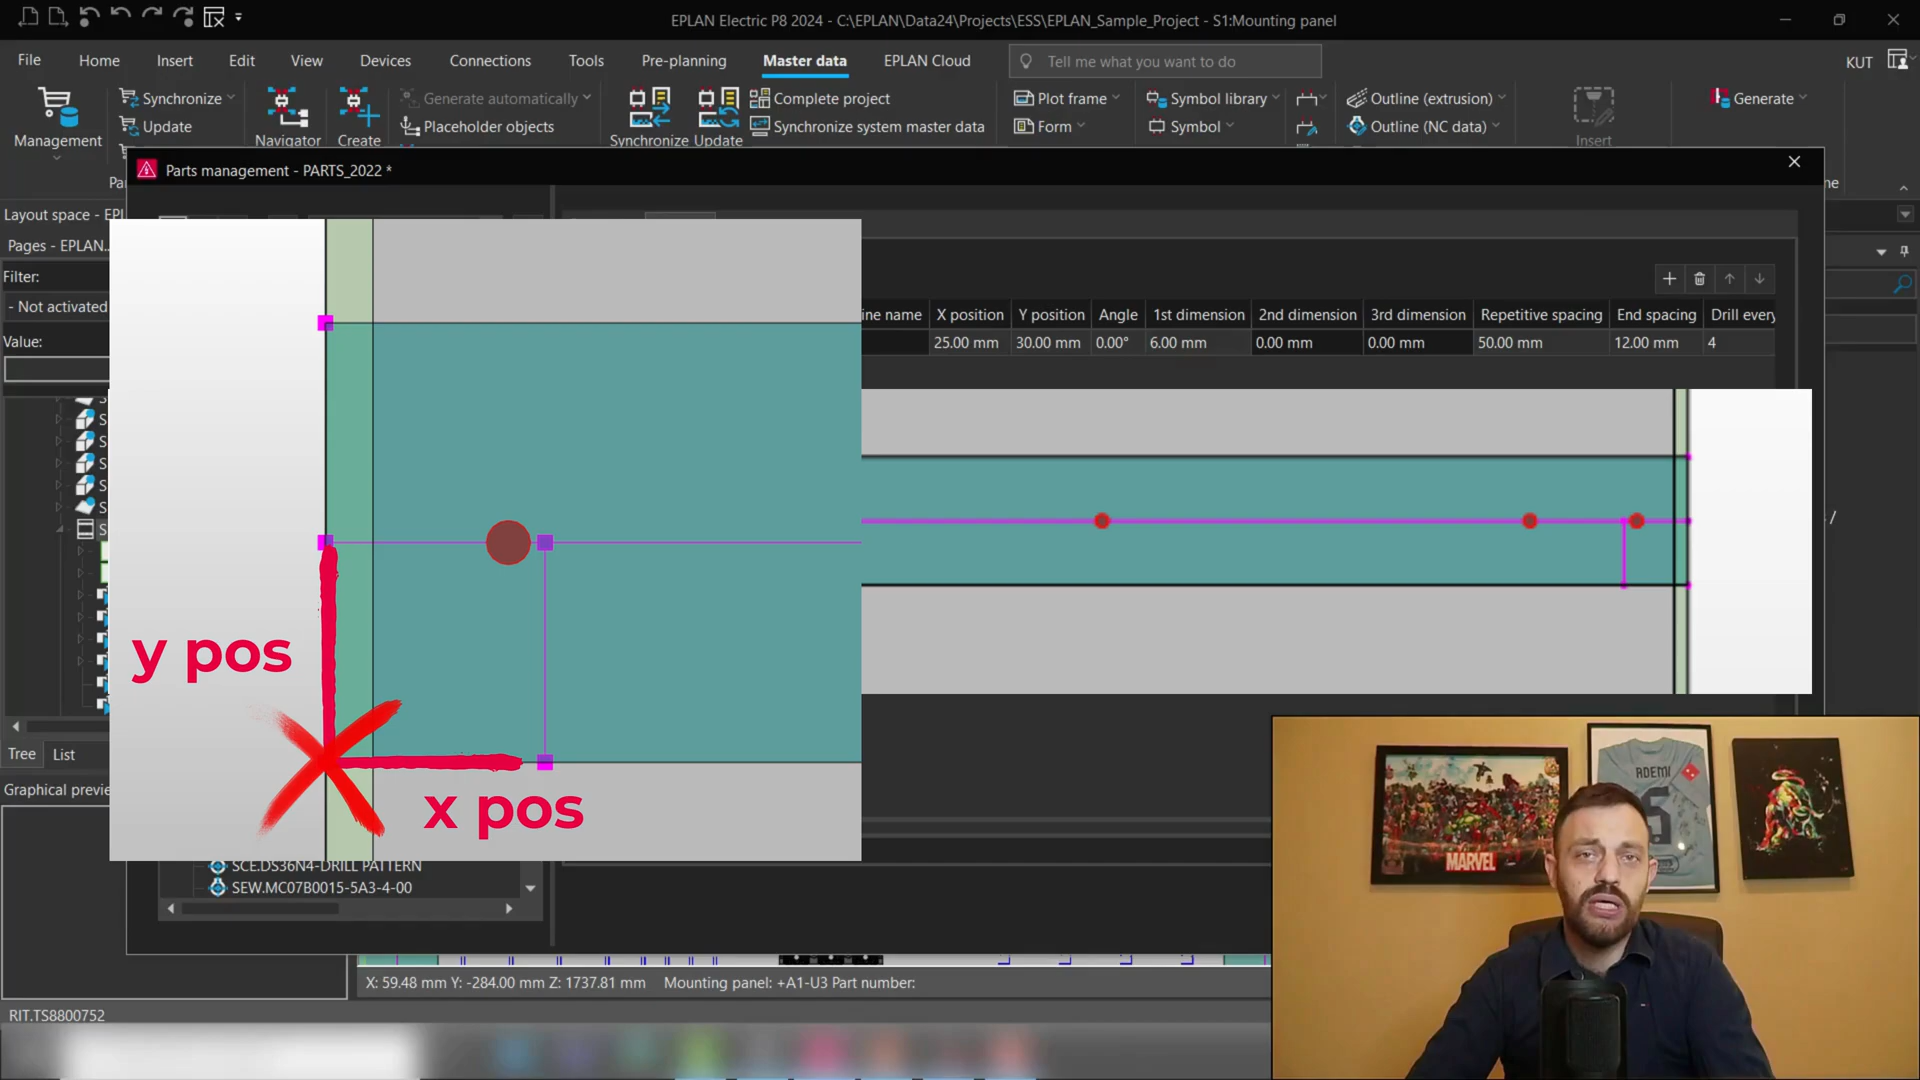 EPLAN Electric P8 2024 - C:\EPLAN\Data24\Projects\ESS\EPLAN_Sample_Project - S1:Mounting panel
File Home Insert Edit View Devices Connections Tools Pre-planning Master data EPLAN Cloud Tell me what you want to do KUT
Management
Synchronize
Update
Navigator
Create
Generate automatically
Placeholder objects
Synchronize Update
Complete project
Synchronize system master data
Plot frame
Form
Symbol library
Symbol
Outline (extrusion)
Outline (NC data)
Insert
Generate
Parts management - PARTS_2022 *
Layout space - EPL
Pages - EPLAN...
Filter:
- Not activated
Value:
ine name X position Y position Angle 1st dimension 2nd dimension 3rd dimension Repetitive spacing End spacing Drill every
25.00 mm 30.00 mm 0.00° 6.00 mm 0.00 mm 0.00 mm 50.00 mm 12.00 mm 4
y pos
x pos
Tree List
Graphical previe
SCE.DS36N4-DRILL PATTERN
SEW.MC07B0015-5A3-4-00
X: 59.48 mm Y: -284.00 mm Z: 1737.81 mm Mounting panel: +A1-U3 Part number:
RIT.TS8800752
MARVEL
ADEMI